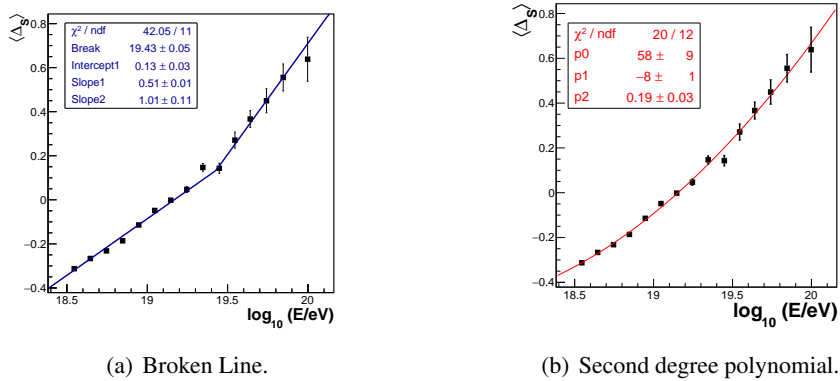 ⟨Δ_S⟩
0.8
0.6
0.4
0.2
0
−0.2
−0.4
χ² / ndf 42.05 / 11
Break 19.43 ± 0.05
Intercept1 0.13 ± 0.03
Slope1 0.51 ± 0.01
Slope2 1.01 ± 0.11
18.5 19 19.5 20
log₁₀ (E/eV)
(a) Broken Line.
⟨Δ_S⟩
0.8
0.6
0.4
0.2
0
−0.2
−0.4
χ² / ndf 20 / 12
p0 58 ± 9
p1 −8 ± 1
p2 0.19 ± 0.03
18.5 19 19.5 20
log₁₀ (E/eV)
(b) Second degree polynomial.